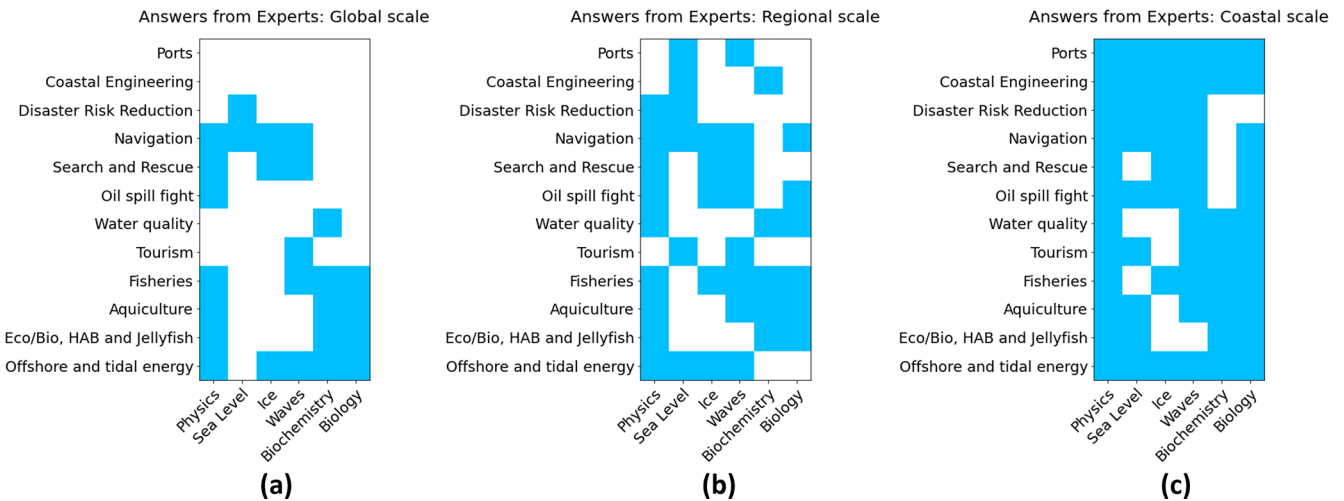 Answers from Experts: Global scale
Ports
Coastal Engineering
Disaster Risk Reduction
Navigation
Search and Rescue
Oil spill fight
Water quality
Tourism
Fisheries
Aquiculture
Eco/Bio, HAB and Jellyfish
Offshore and tidal energy
Physics
Sea Level
Ice
Waves
Biochemistry
Biology
(a)
Answers from Experts: Regional scale
Ports
Coastal Engineering
Disaster Risk Reduction
Navigation
Search and Rescue
Oil spill fight
Water quality
Tourism
Fisheries
Aquiculture
Eco/Bio, HAB and Jellyfish
Offshore and tidal energy
Physics
Sea Level
Ice
Waves
Biochemistry
Biology
(b)
Answers from Experts: Coastal scale
Ports
Coastal Engineering
Disaster Risk Reduction
Navigation
Search and Rescue
Oil spill fight
Water quality
Tourism
Fisheries
Aquiculture
Eco/Bio, HAB and Jellyfish
Offshore and tidal energy
Physics
Sea Level
Ice
Waves
Biochemistry
Biology
(c)